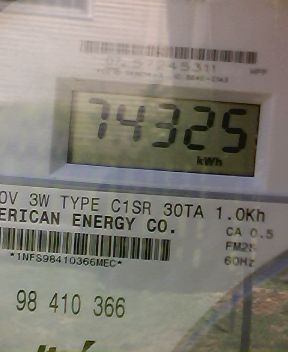 74325
kWh
0V 3W TYPE C1SR 30TA 1.0Kh
ERICAN ENERGY CO.
CA 0.5
FM2S
*1NFS98410366MEC*
60Hz
98 410 366